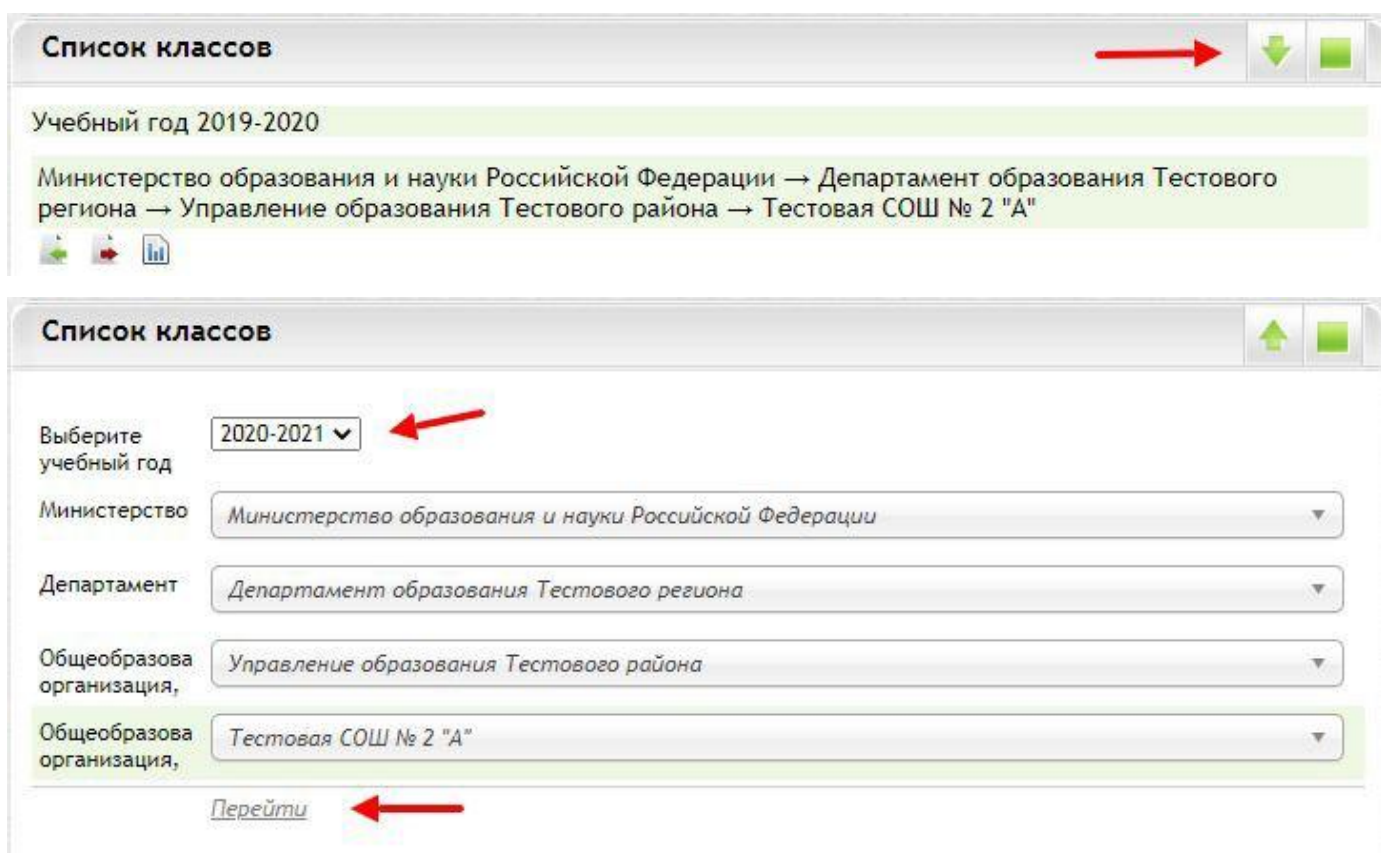 Список классов
Учебный год 2019-2020
Министерство образования и науки Российской Федерации → Департамент образования Тестового
региона → Управление образования Тестового района → Тестовая СОШ № 2 "А"
Список классов
Выберите
учебный год
2020-2021
Министерство
Министерство образования и науки Российской Федерации
Департамент
Департамент образования Тестового региона
Общеобразова
организация,
Управление образования Тестового района
Общеобразова
организация,
Тестовая СОШ № 2 "А"
Перейти